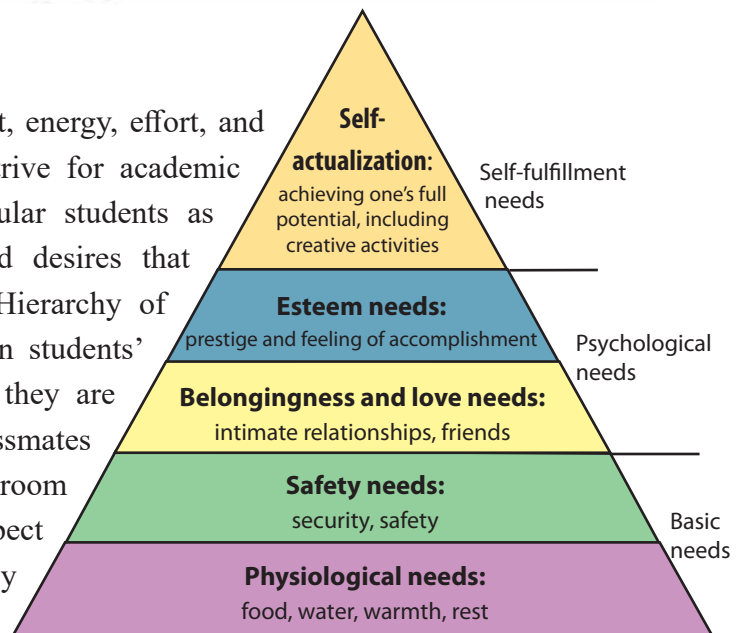 t, energy, effort, and
rive for academic
ular students as
d desires that
Hierarchy of
n students’
they are
ssmates
room
pect
y
Self-
actualization:
achieving one’s full
potential, including
creative activities
Self-fulfillment
needs
Esteem needs:
prestige and feeling of accomplishment
Psychological
needs
Belongingness and love needs:
intimate relationships, friends
Safety needs:
security, safety
Basic
needs
Physiological needs:
food, water, warmth, rest